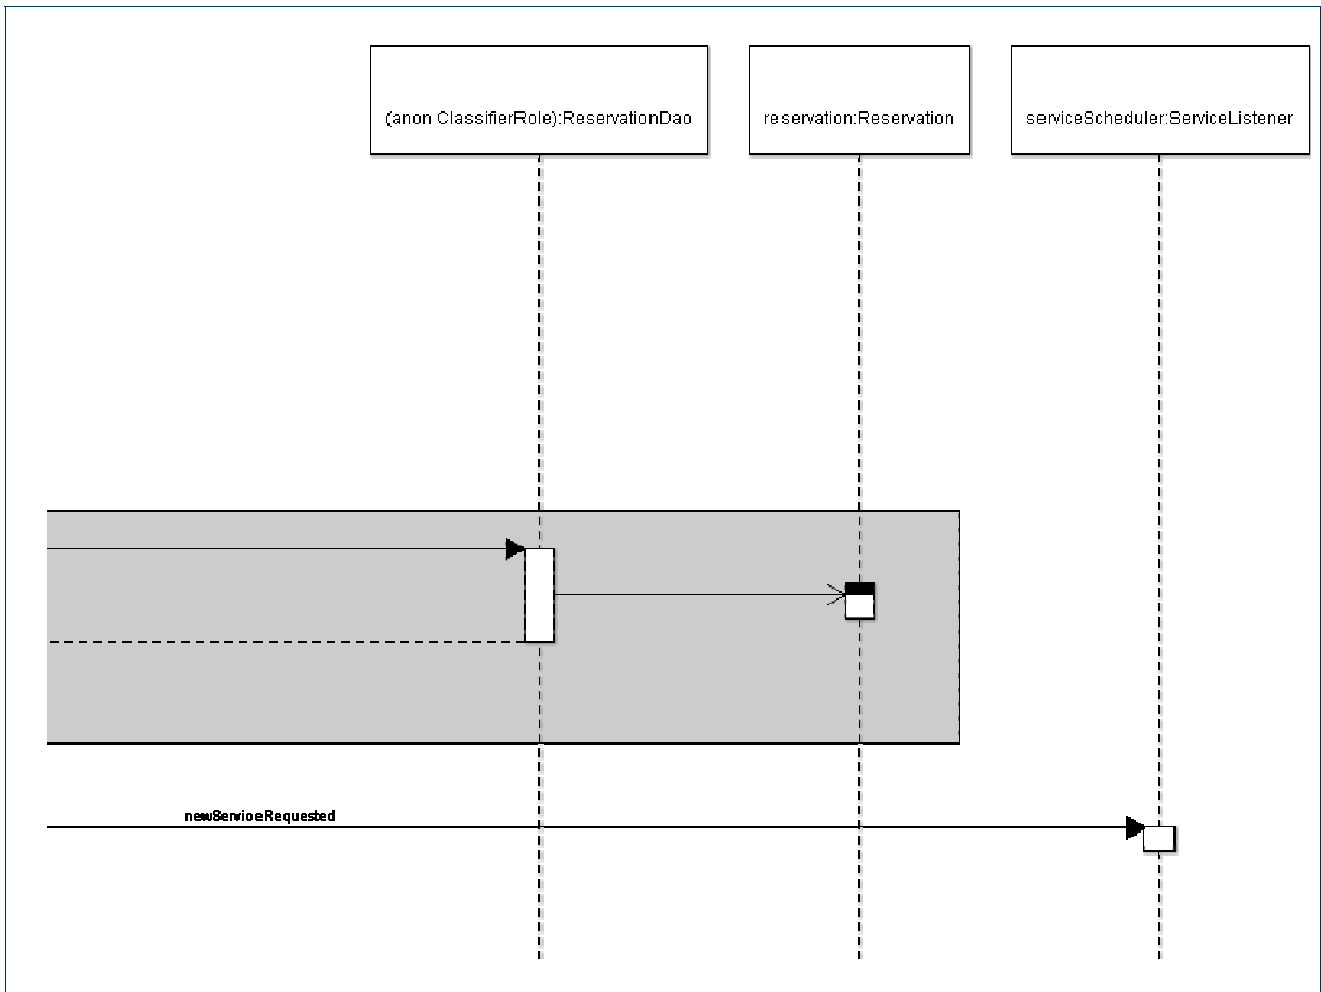 (anon ClassifierRole):ReservationDao
reservation:Reservation
serviceScheduler:ServiceListener
newServiceRequested